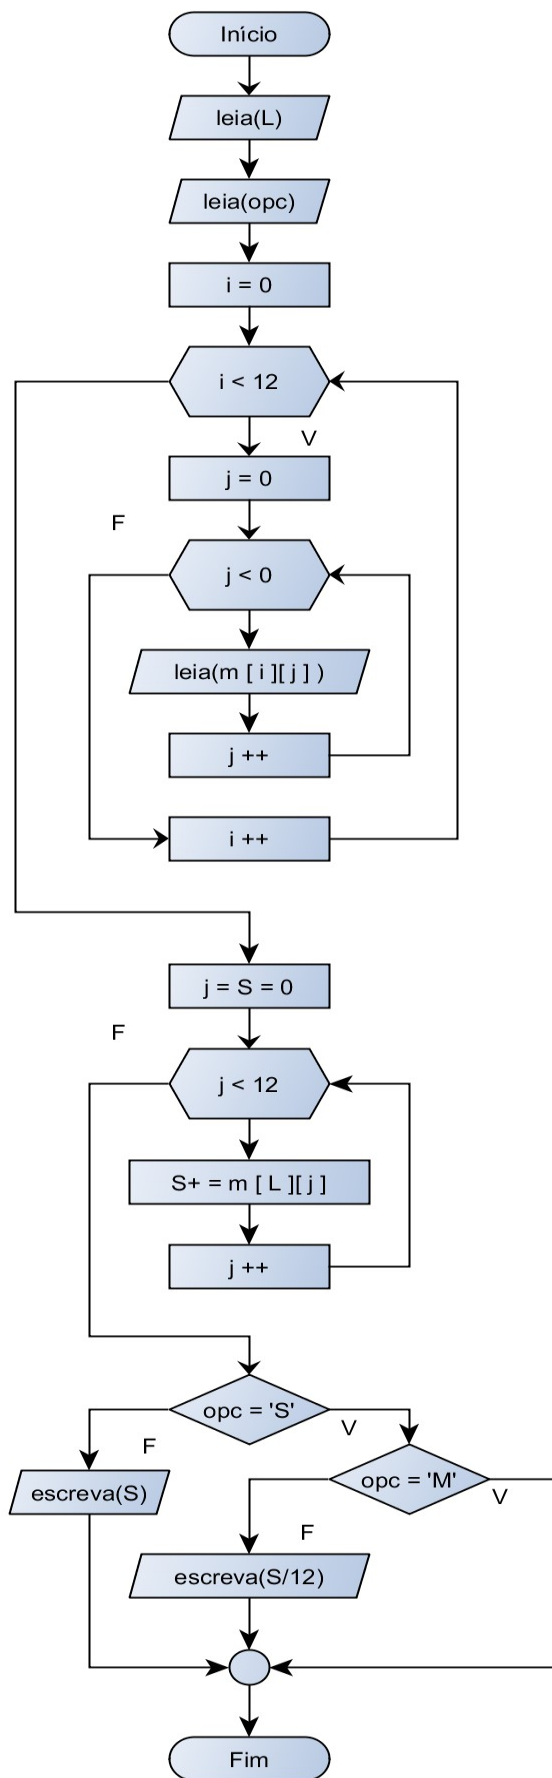 Início
leia(L)
leia(opc)
i = 0
i < 12
V
j = 0
F
j < 0
leia(m [ i ][ j ] )
j ++
i ++
j = S = 0
F
j < 12
S+ = m [ L ][ j ]
j ++
opc = 'S'
V
F
opc = 'M'
V
escreva(S)
F
escreva(S/12)
Fim